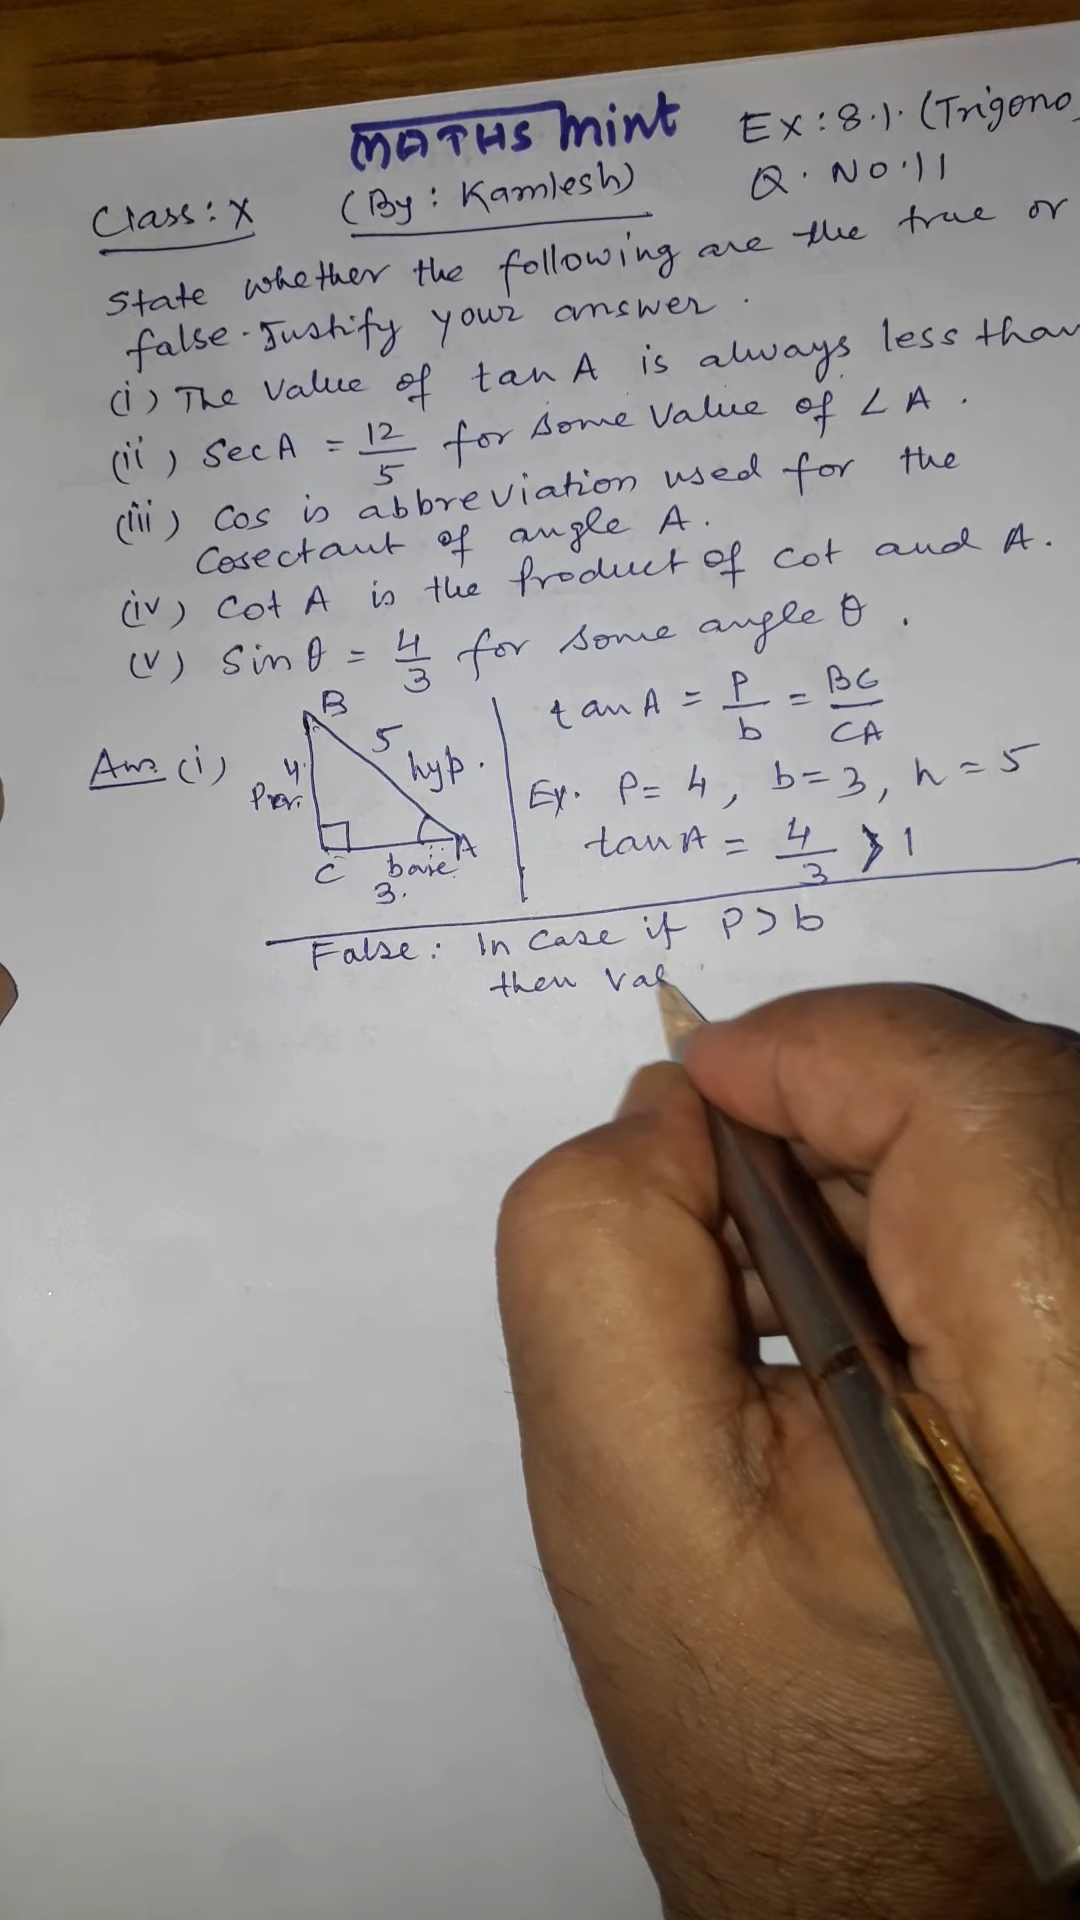 MATHS mint
Ex: 8.1. (Trigono
Class: X (By: Kamlesh) Q. No. 11
State whether the following are the true or
false. Justify your answer.
(i) The value of tan A is always less than
(ii) Sec A = 12/5 for some value of ∠A.
(iii) Cos is abbreviation used for the
Cosectant of angle A.
(iv) Cot A is the product of cot and A.
(v) Sin θ = 4/3 for some angle θ.
Ans. (i)
B
5
hyp.
4
Per.
C
base
3.
A
tan A = P/b = BC/CA
Ex. P = 4, b = 3, h = 5
tan A = 4/3 > 1
False: In case if P > b
then val